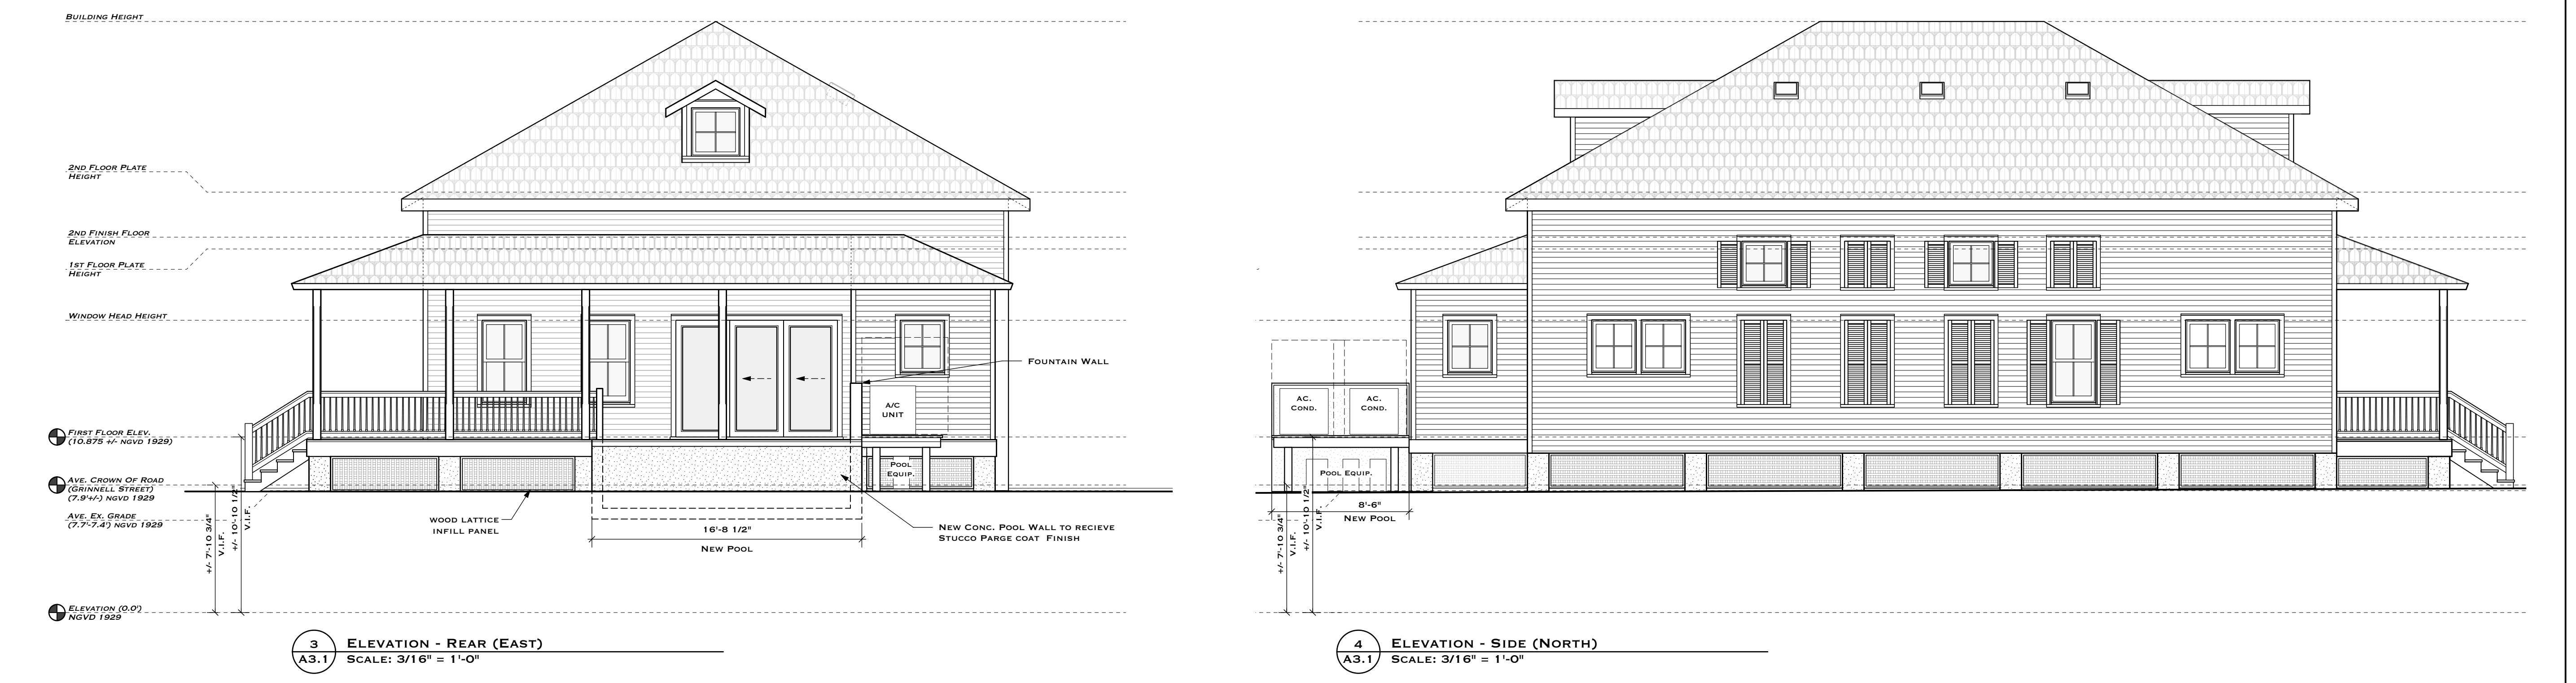 Building Height
2nd Floor Plate
Height
2nd Finish Floor
Elevation
1st Floor Plate
Height
Window Head Height
First Floor Elev.
(10.875 +/- NGVD 1929)
Ave. Crown Of Road
(Grinnell Street)
(7.9'+/-) NGVD 1929
Ave. Ex. Grade
(7.7'-7.4') NGVD 1929
Elevation (0.0')
NGVD 1929
+/- 7'-10 3/4"
V.I.F.
+/- 10'-10 1/2"
V.I.F.
Wood Lattice
Infill Panel
16'-8 1/2"
New Pool
A/C
Unit
Pool
Equip.
Fountain Wall
New Conc. Pool Wall to recieve
Stucco Parge coat Finish
3
A3.1
Elevation - Rear (East)
Scale: 3/16" = 1'-0"
AC.
Cond.
AC.
Cond.
Pool Equip.
8'-6"
New Pool
+/- 7'-10 3/4"
V.I.F.
+/- 10'-10 1/2"
V.I.F.
4
A3.1
Elevation - Side (North)
Scale: 3/16" = 1'-0"